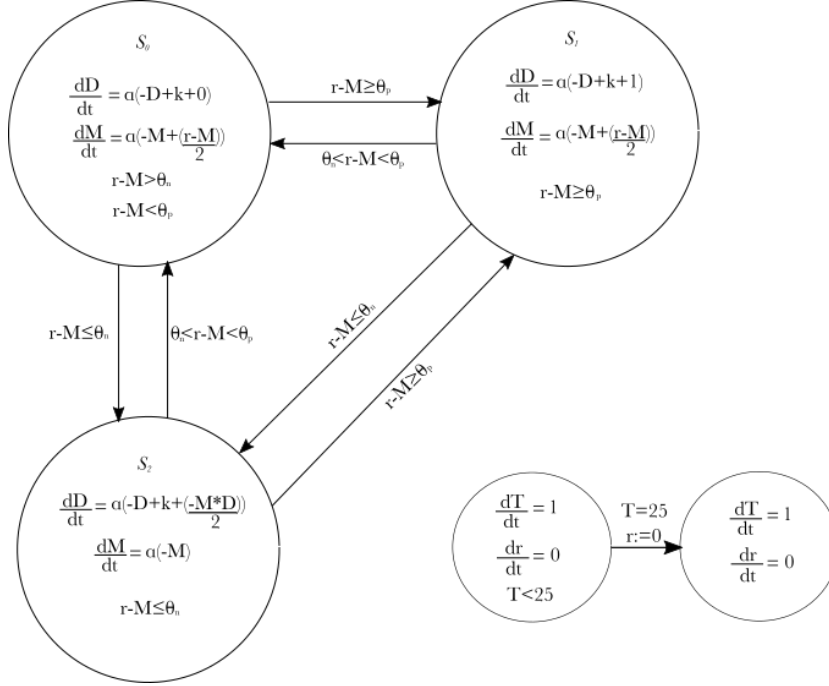 S₀
dD/dt = α(-D+k+0)
dM/dt = α(-M+(r-M)/2))
r-M>θₙ
r-M<θₚ
r-M≥θₚ
θₙ<r-M<θₚ
S₁
dD/dt = α(-D+k+1)
dM/dt = α(-M+(r-M)/2))
r-M≥θₚ
r-M≤θₙ
θₙ<r-M<θₚ
r-M≤θₙ
r-M≥θₚ
S₂
dD/dt = α(-D+k+(-M*D)/2))
dM/dt = α(-M)
r-M≤θₙ
dT/dt = 1
dr/dt = 0
T<25
T=25
r:=0
dT/dt = 1
dr/dt = 0